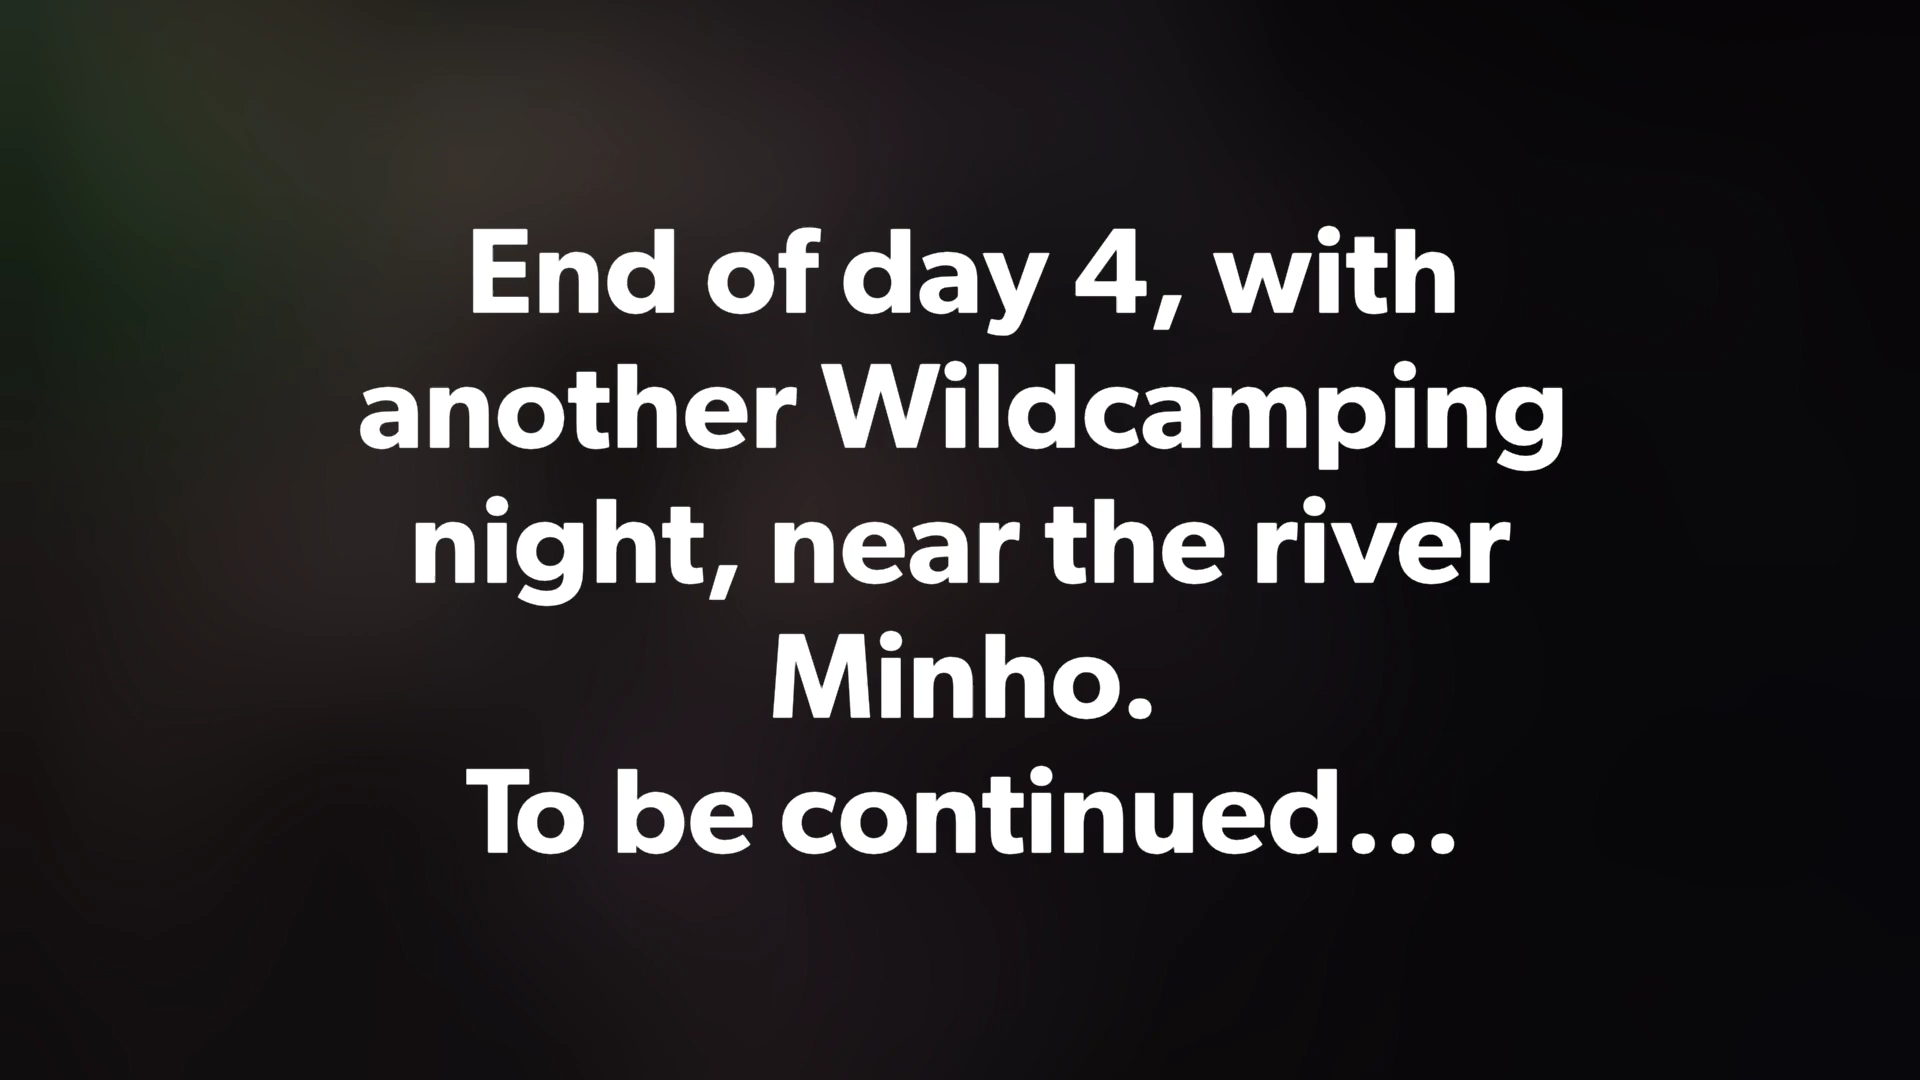 End of day 4, with
another Wildcamping
night, near the river
Minho.
To be continued...